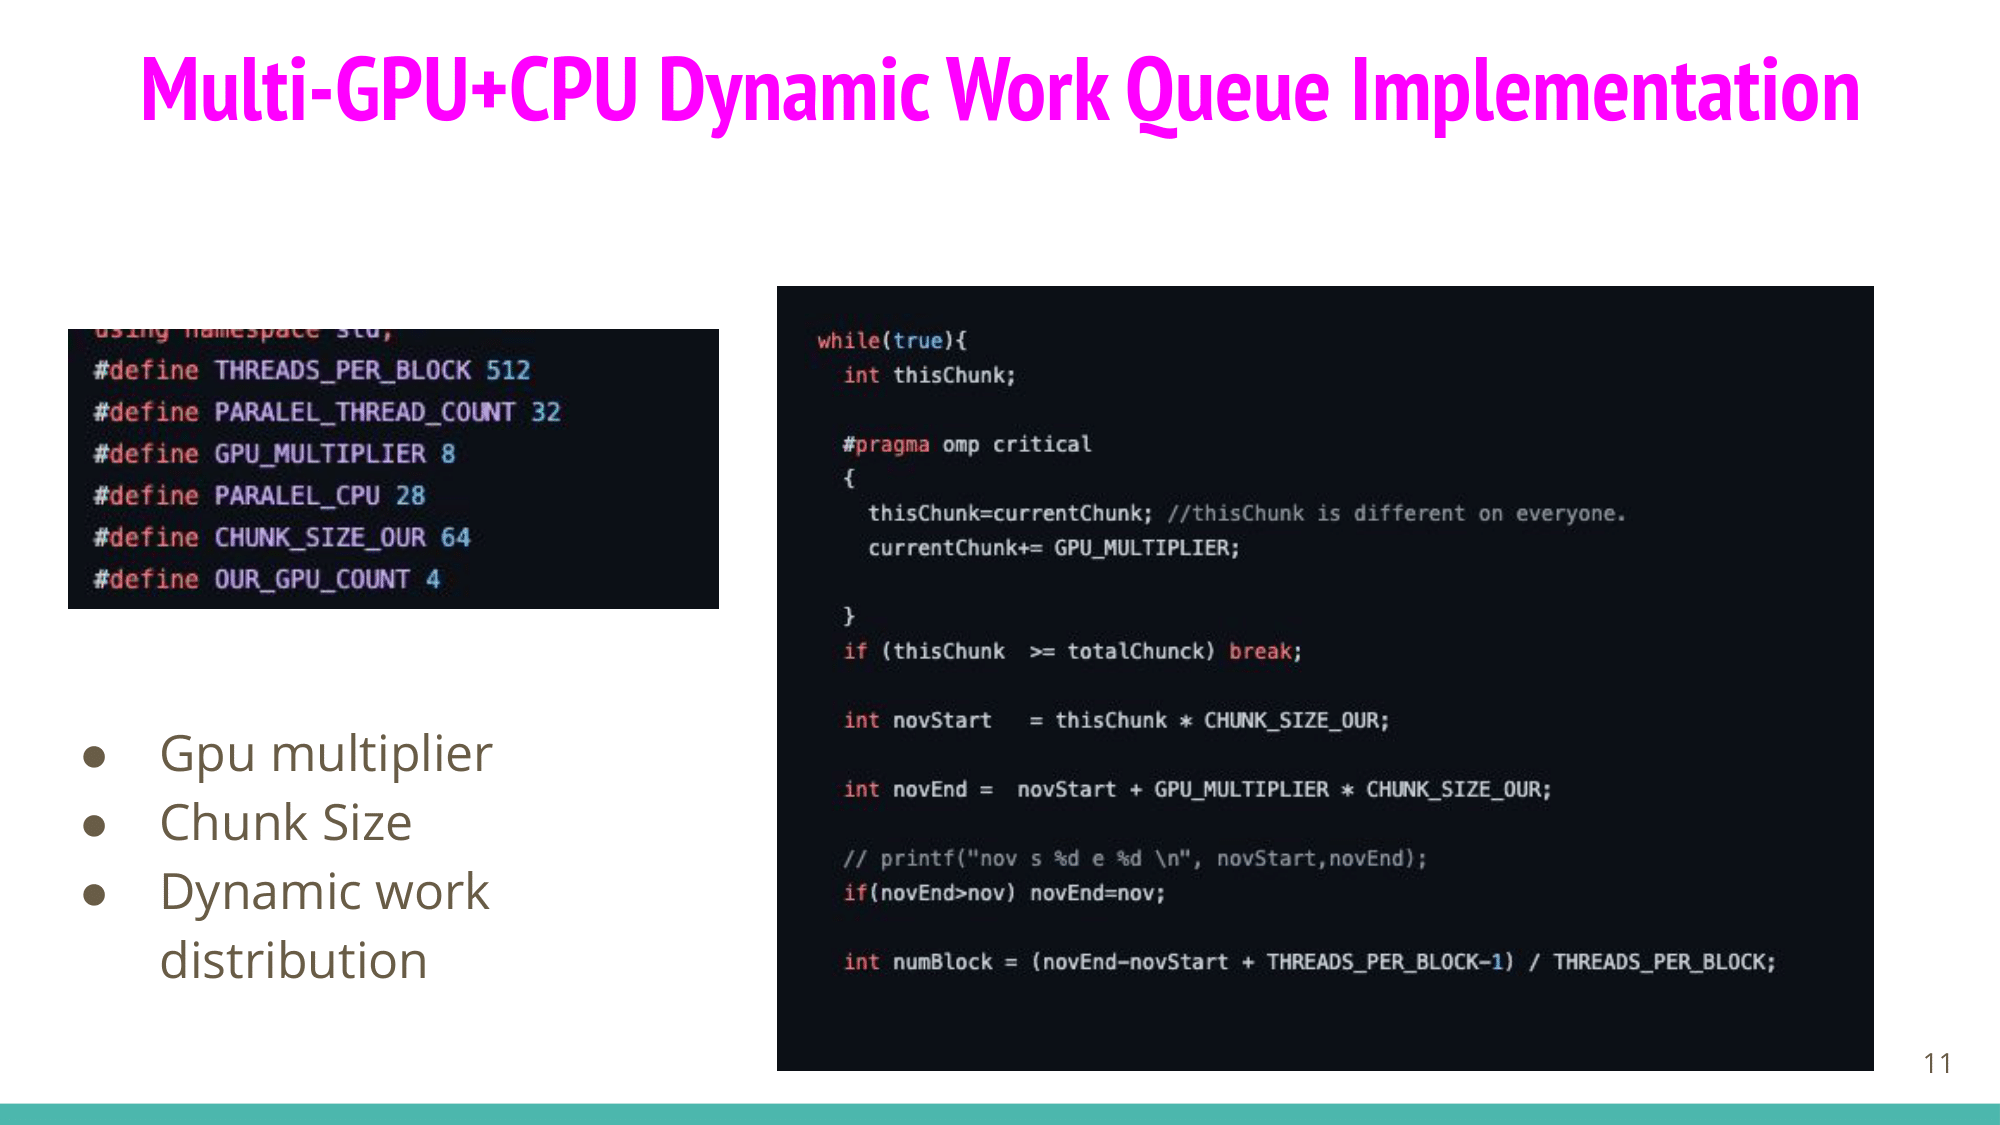 Multi-GPU+CPU Dynamic Work Queue Implementation
using namespace std;
#define THREADS_PER_BLOCK 512
#define PARALEL_THREAD_COUNT 32
#define GPU_MULTIPLIER 8
#define PARALEL_CPU 28
#define CHUNK_SIZE_OUR 64
#define OUR_GPU_COUNT 4
● Gpu multiplier
● Chunk Size
● Dynamic work
distribution
while(true){
int thisChunk;
#pragma omp critical
{
thisChunk=currentChunk; //thisChunk is different on everyone.
currentChunk+= GPU_MULTIPLIER;
}
if (thisChunk >= totalChunck) break;
int novStart = thisChunk * CHUNK_SIZE_OUR;
int novEnd = novStart + GPU_MULTIPLIER * CHUNK_SIZE_OUR;
// printf("nov s %d e %d \n", novStart,novEnd);
if(novEnd>nov) novEnd=nov;
int numBlock = (novEnd-novStart + THREADS_PER_BLOCK-1) / THREADS_PER_BLOCK;
11